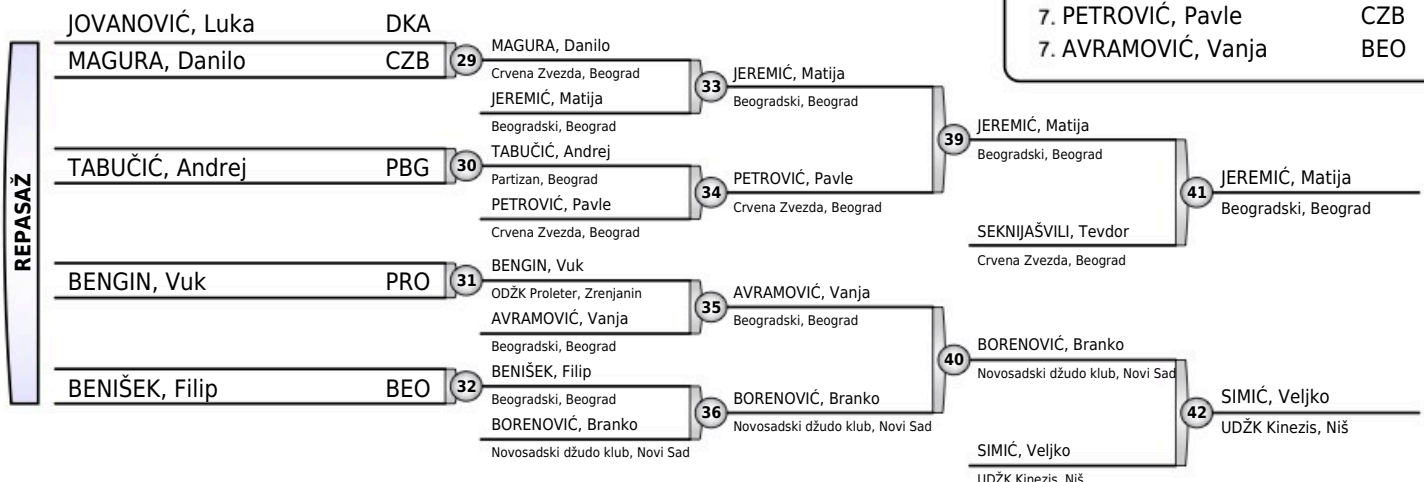 7. PETROVIĆ, Pavle CZB
7. AVRAMOVIĆ, Vanja BEO
REPASAŽ
JOVANOVIĆ, Luka DKA
MAGURA, Danilo CZB
29
TABUČIĆ, Andrej PBG
30
BENGIN, Vuk PRO
31
BENIŠEK, Filip BEO
32
MAGURA, Danilo
Crvena Zvezda, Beograd
JEREMIĆ, Matija
Beogradski, Beograd
33
TABUČIĆ, Andrej
Partizan, Beograd
PETROVIĆ, Pavle
Crvena Zvezda, Beograd
34
BENGIN, Vuk
ODŽK Proleter, Zrenjanin
AVRAMOVIĆ, Vanja
Beogradski, Beograd
35
BENIŠEK, Filip
Beogradski, Beograd
BORENOVIĆ, Branko
Novosadski džudo klub, Novi Sad
36
JEREMIĆ, Matija
Beogradski, Beograd
PETROVIĆ, Pavle
Crvena Zvezda, Beograd
39
AVRAMOVIĆ, Vanja
Beogradski, Beograd
BORENOVIĆ, Branko
Novosadski džudo klub, Novi Sad
40
JEREMIĆ, Matija
Beogradski, Beograd
SEKNIJAŠVILI, Tevdor
Crvena Zvezda, Beograd
41
BORENOVIĆ, Branko
Novosadski džudo klub, Novi Sad
SIMIĆ, Veljko
UDŽK Kinezis, Niš
42
JEREMIĆ, Matija
Beogradski, Beograd
SIMIĆ, Veljko
UDŽK Kinezis, Niš